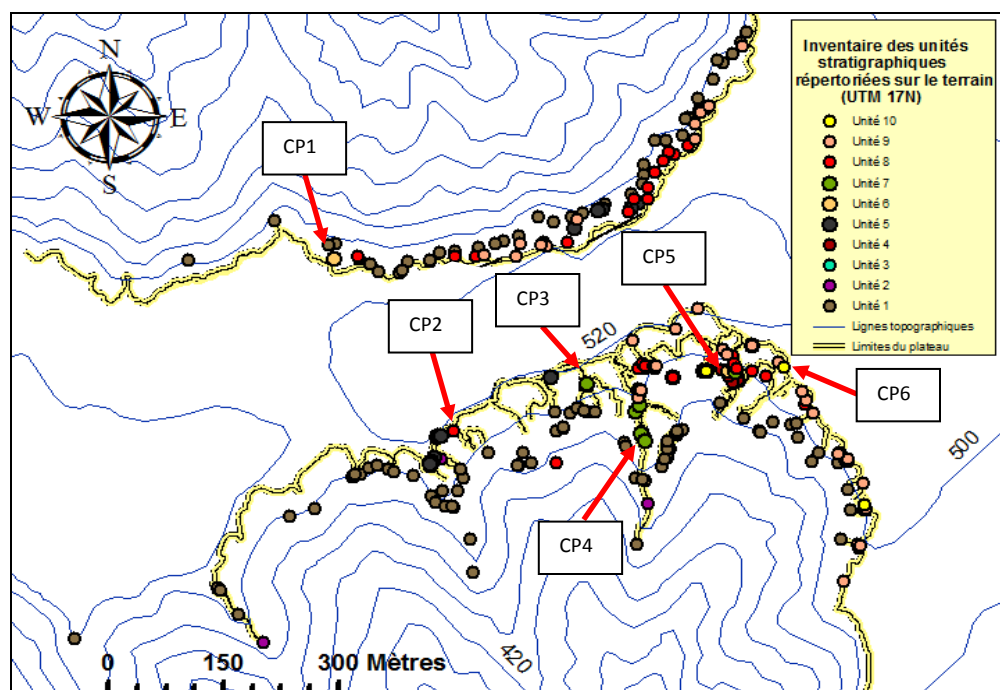 N
W
E
S
CP1
CP2
CP3
CP5
CP6
CP4
520
500
420
0 150 300 Mètres
Inventaire des unités
stratigraphiques
répertoriées sur le terrain
(UTM 17N)
Unité 10
Unité 9
Unité 8
Unité 7
Unité 6
Unité 5
Unité 4
Unité 3
Unité 2
Unité 1
Lignes topographiques
Limites du plateau